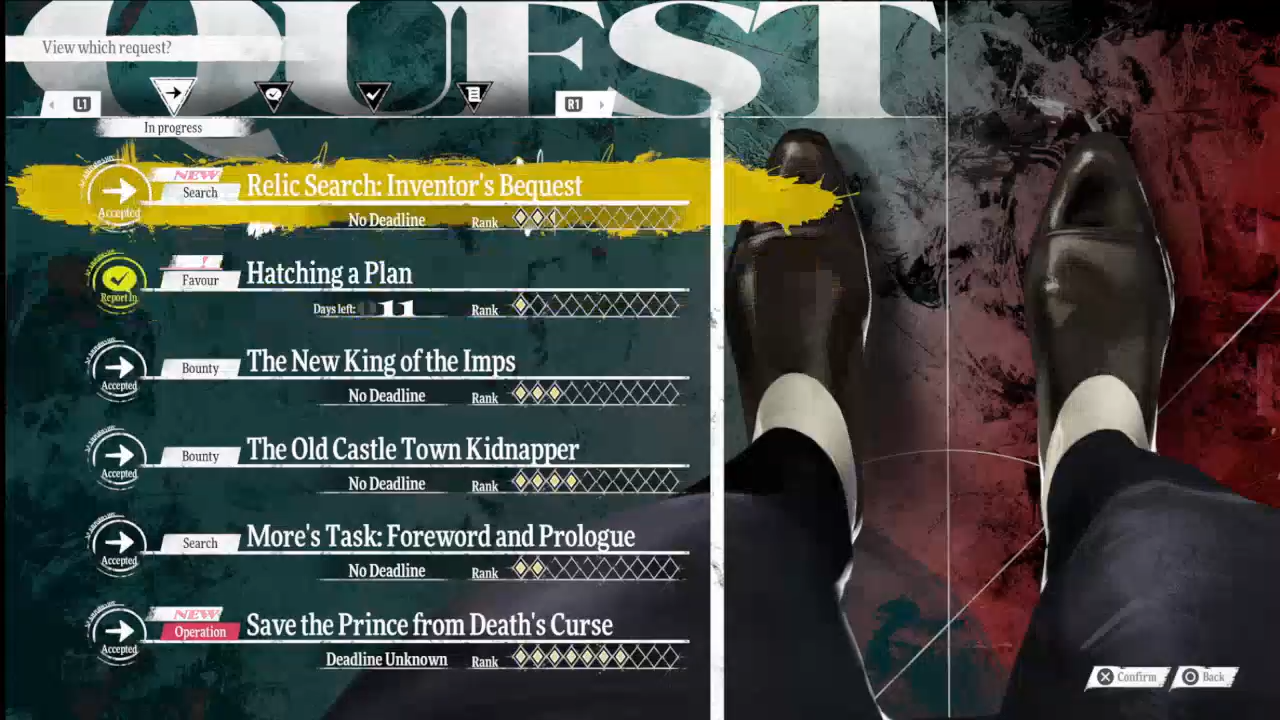 QUEST
View which request?
L1
R1
In progress
NEW
Search
Relic Search: Inventor's Bequest
Accepted
No Deadline
Rank
!
Favour
Hatching a Plan
Report In
Days left: 11
Rank
Bounty
The New King of the Imps
Accepted
No Deadline
Rank
Bounty
The Old Castle Town Kidnapper
Accepted
No Deadline
Rank
Search
More's Task: Foreword and Prologue
Accepted
No Deadline
Rank
NEW
Operation
Save the Prince from Death's Curse
Accepted
Deadline Unknown
Rank
Confirm
Back